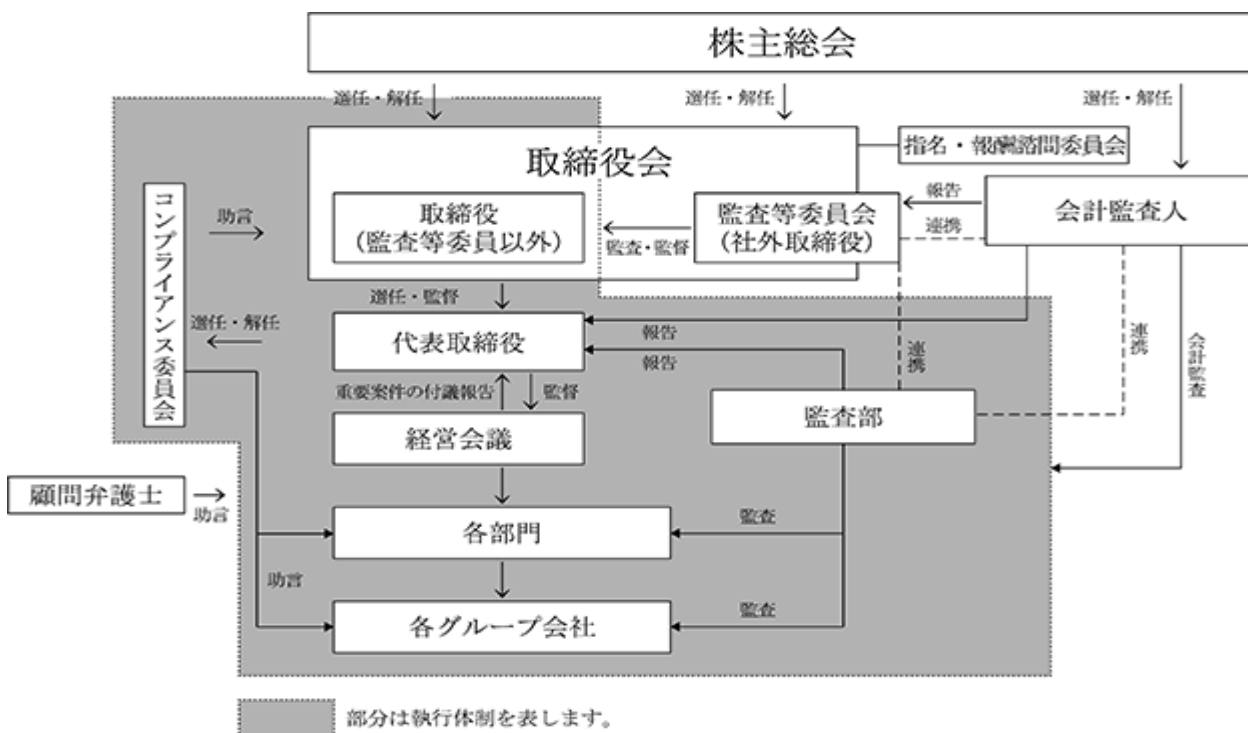 株主総会
選任・解任
選任・解任
選任・解任
取締役会
指名・報酬諮問委員会
コンプライアンス委員会
助言
取締役
（監査等委員以外）
監査・監督
監査等委員会
（社外取締役）
報告
連携
会計監査人
選任・監督
選任・解任
代表取締役
報告
報告
連携
連携
会計監査
重要案件の付議報告
監督
経営会議
監査部
顧問弁護士
助言
各部門
監査
助言
各グループ会社
監査
部分は執行体制を表します。